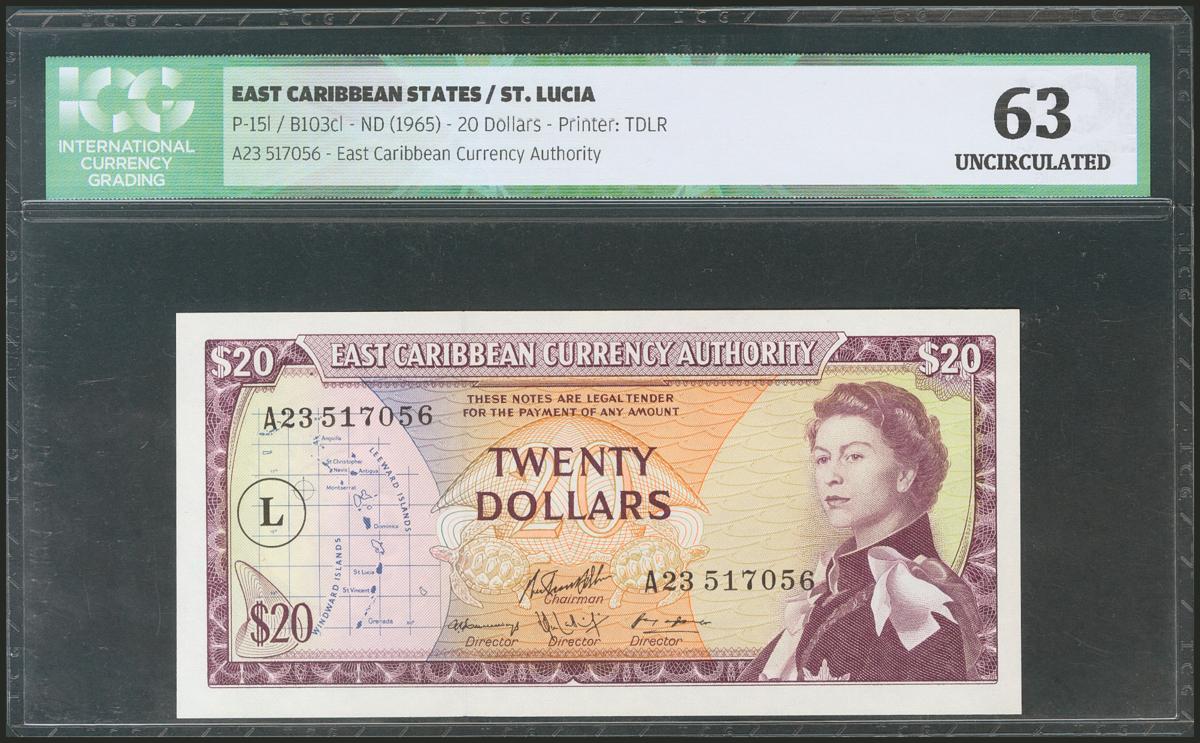 ICG
INTERNATIONAL
CURRENCY
GRADING
EAST CARIBBEAN STATES / ST. LUCIA
P-15l / B103cl - ND (1965) - 20 Dollars - Printer: TDLR
A23 517056 - East Caribbean Currency Authority
63
UNCIRCULATED
$20
EAST CARIBBEAN CURRENCY AUTHORITY
$20
THESE NOTES ARE LEGAL TENDER
FOR THE PAYMENT OF ANY AMOUNT
A23 517056
Anguilla
St Christopher
Nevis
Antigua
Montserrat
LEEWARD ISLANDS
L
Dominica
WINDWARD ISLANDS
St Lucia
St Vincent
Grenada
TWENTY
DOLLARS
20
A23 517056
Chairman
Director
Director
Director
$20